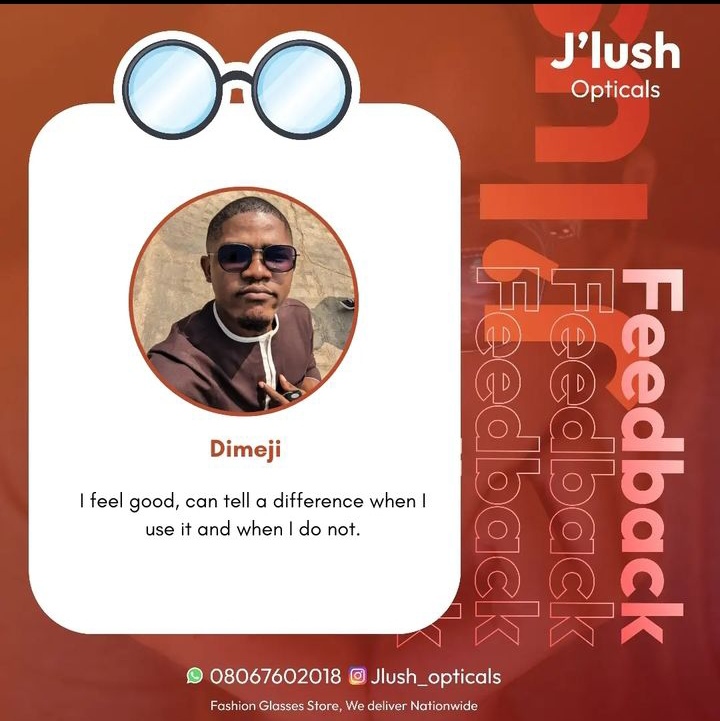 J'lush
Opticals
Dimeji
I feel good, can tell a difference when I
use it and when I do not.
Feedback
Feedback
Feedback
08067602018 Jlush_opticals
Fashion Glasses Store, We deliver Nationwide